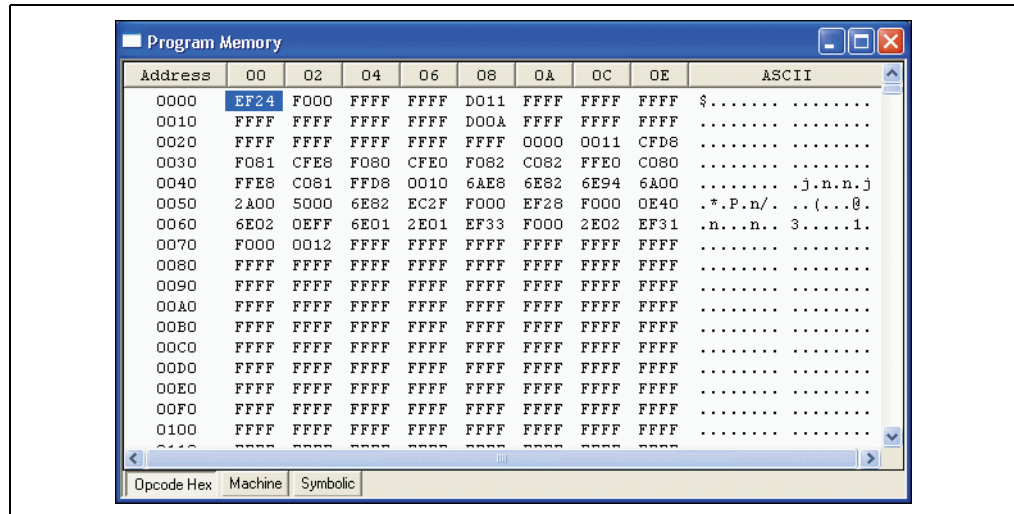 Program Memory
Address 00 02 04 06 08 0A 0C 0E ASCII
0000 EF24 F000 FFFF FFFF D011 FFFF FFFF FFFF $....... ........
0010 FFFF FFFF FFFF FFFF D00A FFFF FFFF FFFF ........ ........
0020 FFFF FFFF FFFF FFFF FFFF 0000 0011 CFD8 ........ ........
0030 F081 CFE8 F080 CFE0 F082 C082 FFE0 C080 ........ ........
0040 FFE8 C081 FFD8 0010 6AE8 6E82 6E94 6A00 ........ .j.n.n.j
0050 2A00 5000 6E82 EC2F F000 EF28 F000 0E40 .*.P.n/. ..(...@.
0060 6E02 0EFF 6E01 2E01 EF33 F000 2E02 EF31 .n...n.. 3.....1.
0070 F000 0012 FFFF FFFF FFFF FFFF FFFF FFFF ........ ........
0080 FFFF FFFF FFFF FFFF FFFF FFFF FFFF FFFF ........ ........
0090 FFFF FFFF FFFF FFFF FFFF FFFF FFFF FFFF ........ ........
00A0 FFFF FFFF FFFF FFFF FFFF FFFF FFFF FFFF ........ ........
00B0 FFFF FFFF FFFF FFFF FFFF FFFF FFFF FFFF ........ ........
00C0 FFFF FFFF FFFF FFFF FFFF FFFF FFFF FFFF ........ ........
00D0 FFFF FFFF FFFF FFFF FFFF FFFF FFFF FFFF ........ ........
00E0 FFFF FFFF FFFF FFFF FFFF FFFF FFFF FFFF ........ ........
00F0 FFFF FFFF FFFF FFFF FFFF FFFF FFFF FFFF ........ ........
0100 FFFF FFFF FFFF FFFF FFFF FFFF FFFF FFFF ........ ........
Opcode Hex Machine Symbolic